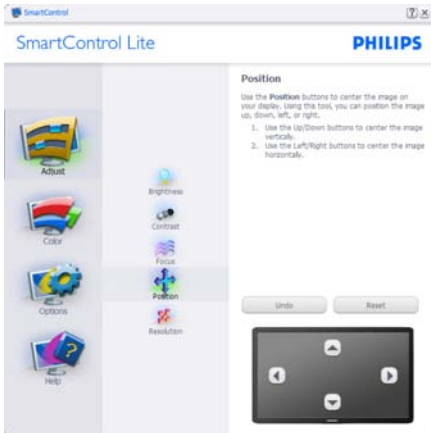 SmartControl
SmartControl Lite
PHILIPS
Adjust
Color
Options
Help
Brightness
Contrast
Focus
Position
Resolution
Position
Use the Position buttons to center the image on
your display. Using this tool, you can position the image
up, down, left, or right.
1. Use the Up/Down buttons to center the image
vertically.
2. Use the Left/Right buttons to center the image
horizontally.
Undo Reset